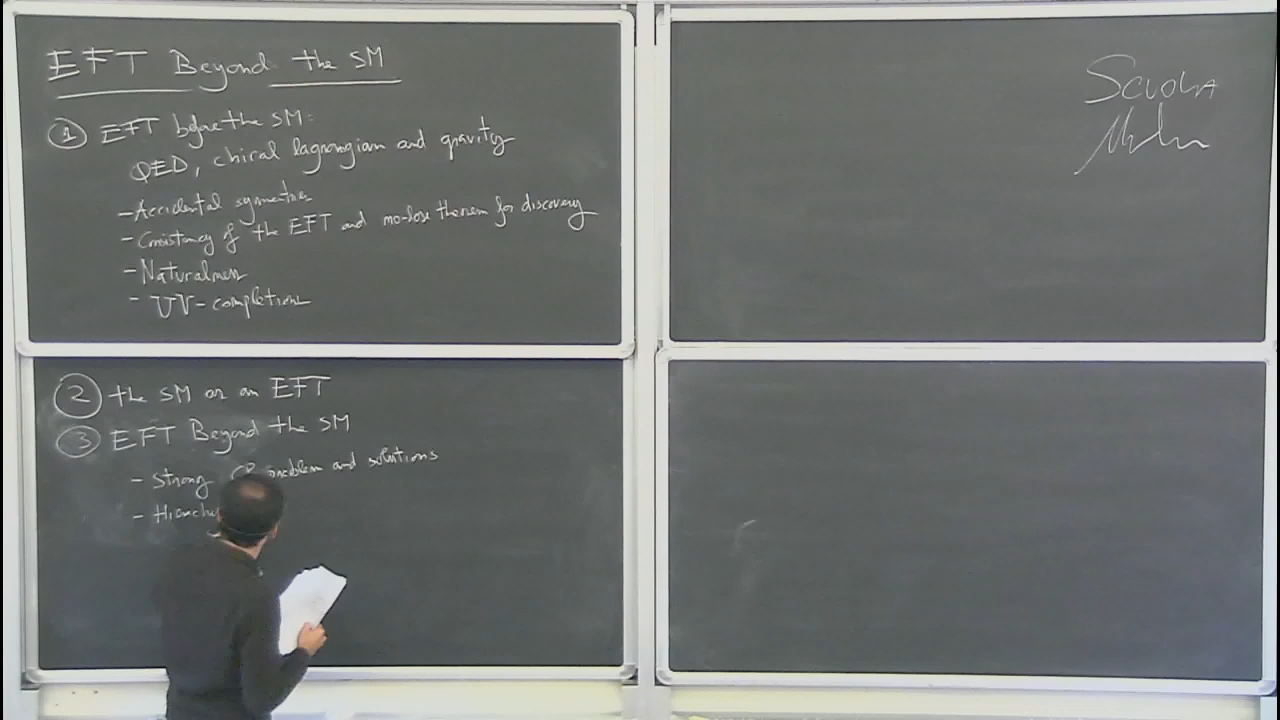 EFT Beyond the SM
① EFT before the SM:
QED, chiral lagrangian and gravity
- Accidental symmetries
- Consistency of the EFT and no-lose theorem for discovery
- Naturalness
- UV-completions
② the SM as an EFT
③ EFT Beyond the SM
- Strong CP problem and solutions
- Hierarchy
SCUOLA